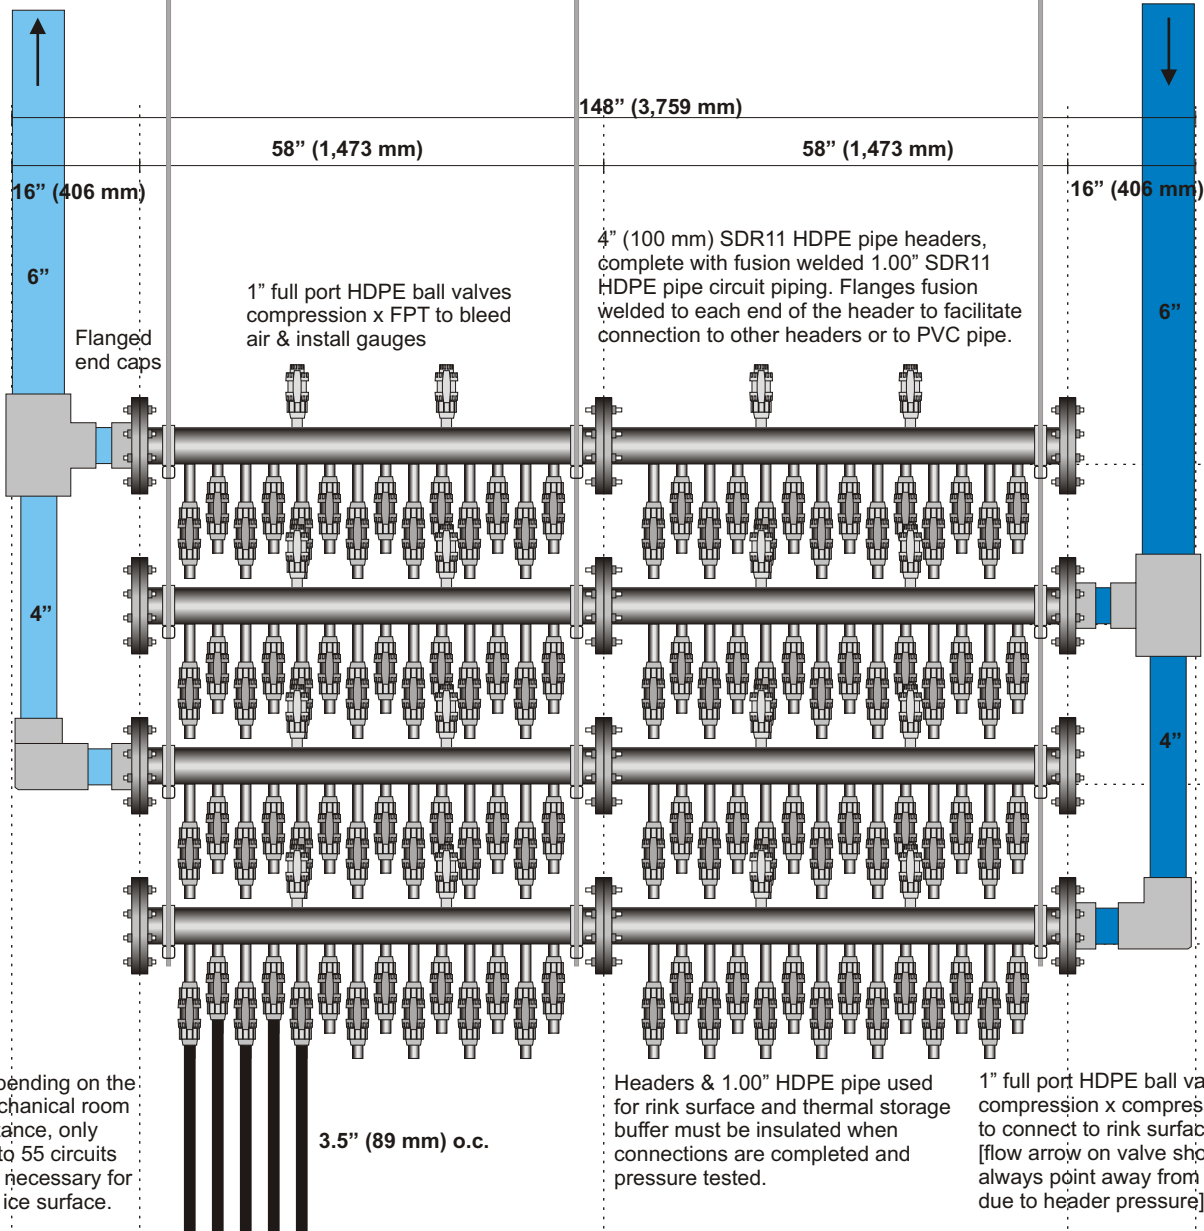 148” (3,759 mm)
58” (1,473 mm)
58” (1,473 mm)
16” (406 mm)
16” (406 mm)
6”
6”
Flanged
end caps
1” full port HDPE ball valves
compression x FPT to bleed
air & install gauges
4” (100 mm) SDR11 HDPE pipe headers,
complete with fusion welded 1.00” SDR11
HDPE pipe circuit piping. Flanges fusion
welded to each end of the header to facilitate
connection to other headers or to PVC pipe.
4”
4”
pending on the
chanical room
tance, only
to 55 circuits
necessary for
ice surface.
3.5” (89 mm) o.c.
Headers & 1.00” HDPE pipe used
for rink surface and thermal storage
buffer must be insulated when
connections are completed and
pressure tested.
1” full port HDPE ball va
compression x compres
to connect to rink surfac
[flow arrow on valve sho
always point away from
due to header pressure]